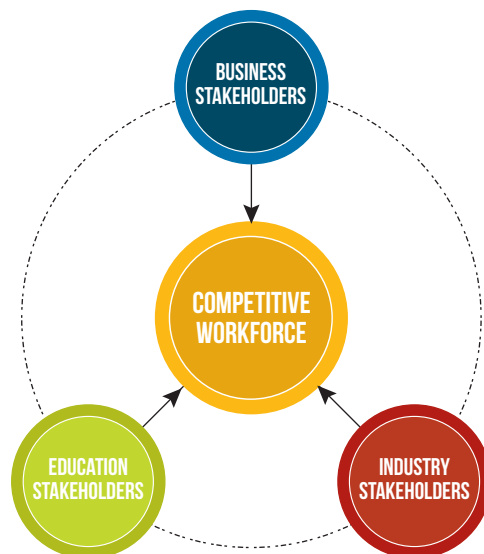 BUSINESS
STAKEHOLDERS
COMPETITIVE
WORKFORCE
EDUCATION
STAKEHOLDERS
INDUSTRY
STAKEHOLDERS